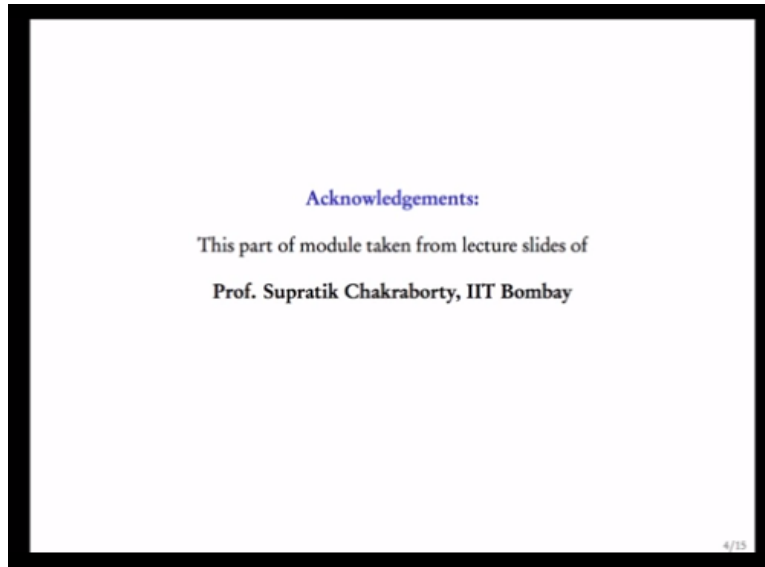 Acknowledgements:
This part of module taken from lecture slides of
Prof. Supratik Chakraborty, IIT Bombay
4/15